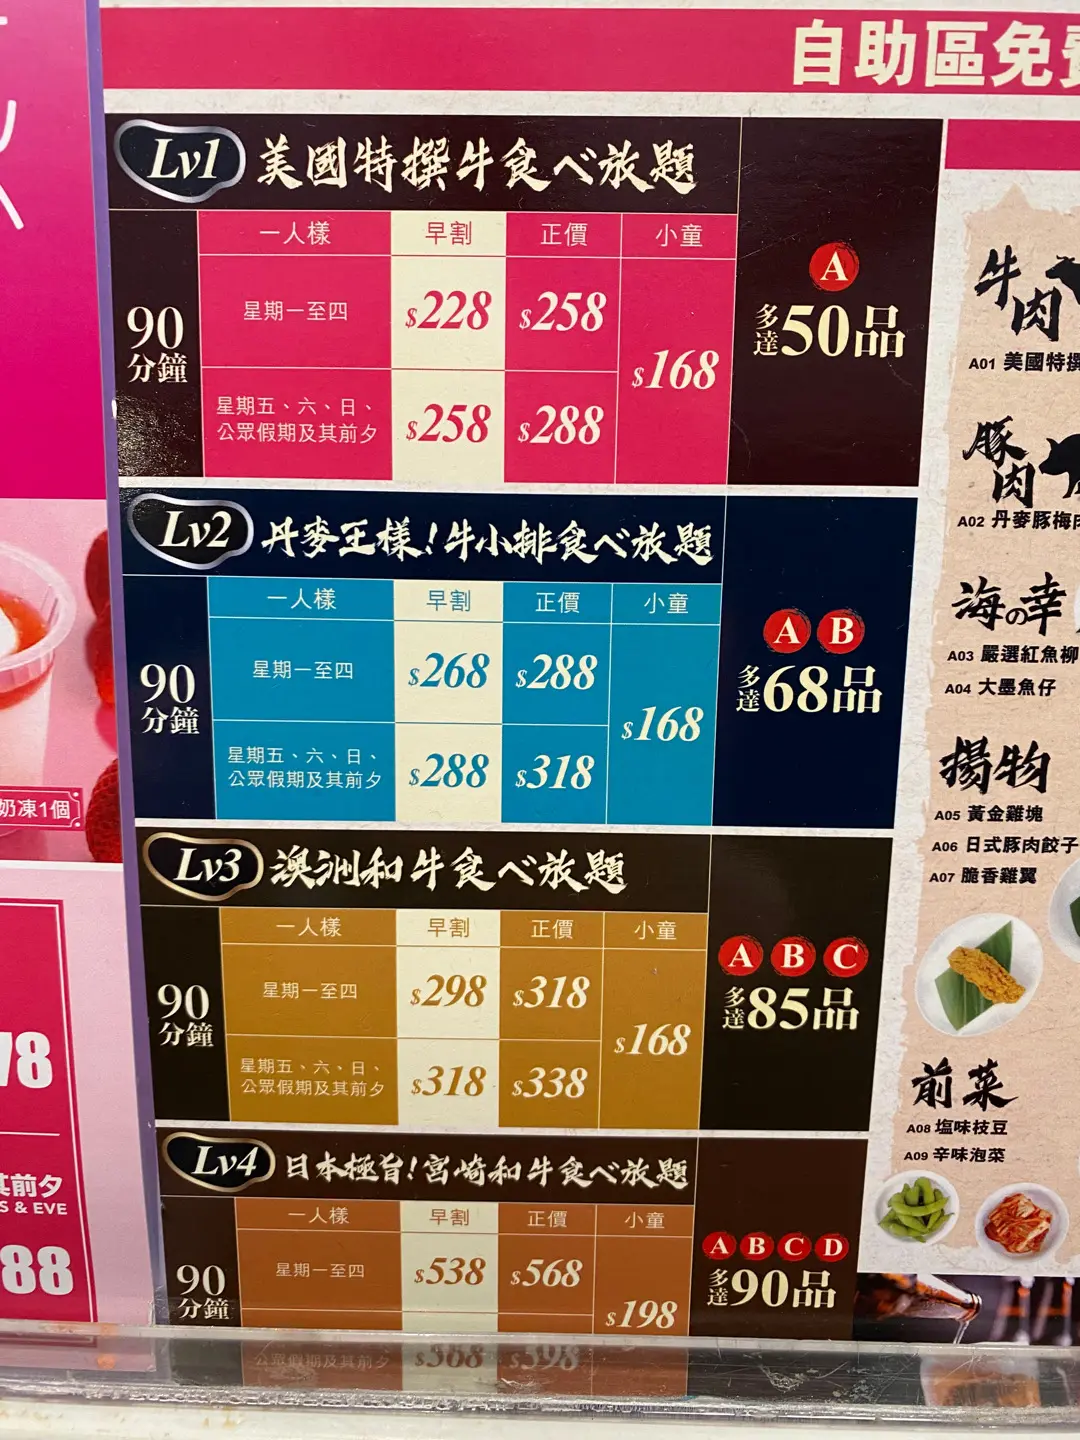 自助區免費
Lv1 美國特撰牛食べ放題
90
分鐘
一人樣 早割 正價 小童
星期一至四 $228 $258
$168
星期五、六、日、
公眾假期及其前夕 $258 $288
A
多達50品
Lv2 丹麥王樣!牛小排食べ放題
90
分鐘
一人樣 早割 正價 小童
星期一至四 $268 $288
$168
星期五、六、日、
公眾假期及其前夕 $288 $318
A B
多達68品
Lv3 澳洲和牛食べ放題
90
分鐘
一人樣 早割 正價 小童
星期一至四 $298 $318
$168
星期五、六、日、
公眾假期及其前夕 $318 $338
A B C
多達85品
Lv4 日本極旨!宮崎和牛食べ放題
90
分鐘
一人樣 早割 正價 小童
星期一至四 $538 $568
$198
公眾假期及其前夕
A B C D
多達90品
牛肉
A01 美國特撰
豚肉
A02 丹麥豚梅肉
海の幸
A03 嚴選紅魚柳
A04 大墨魚仔
揚物
A05 黃金雞塊
A06 日式豚肉餃子
A07 脆香雞翼
前菜
A08 塩味枝豆
A09 辛味泡菜
奶凍1個
78
其前夕
S & EVE
88